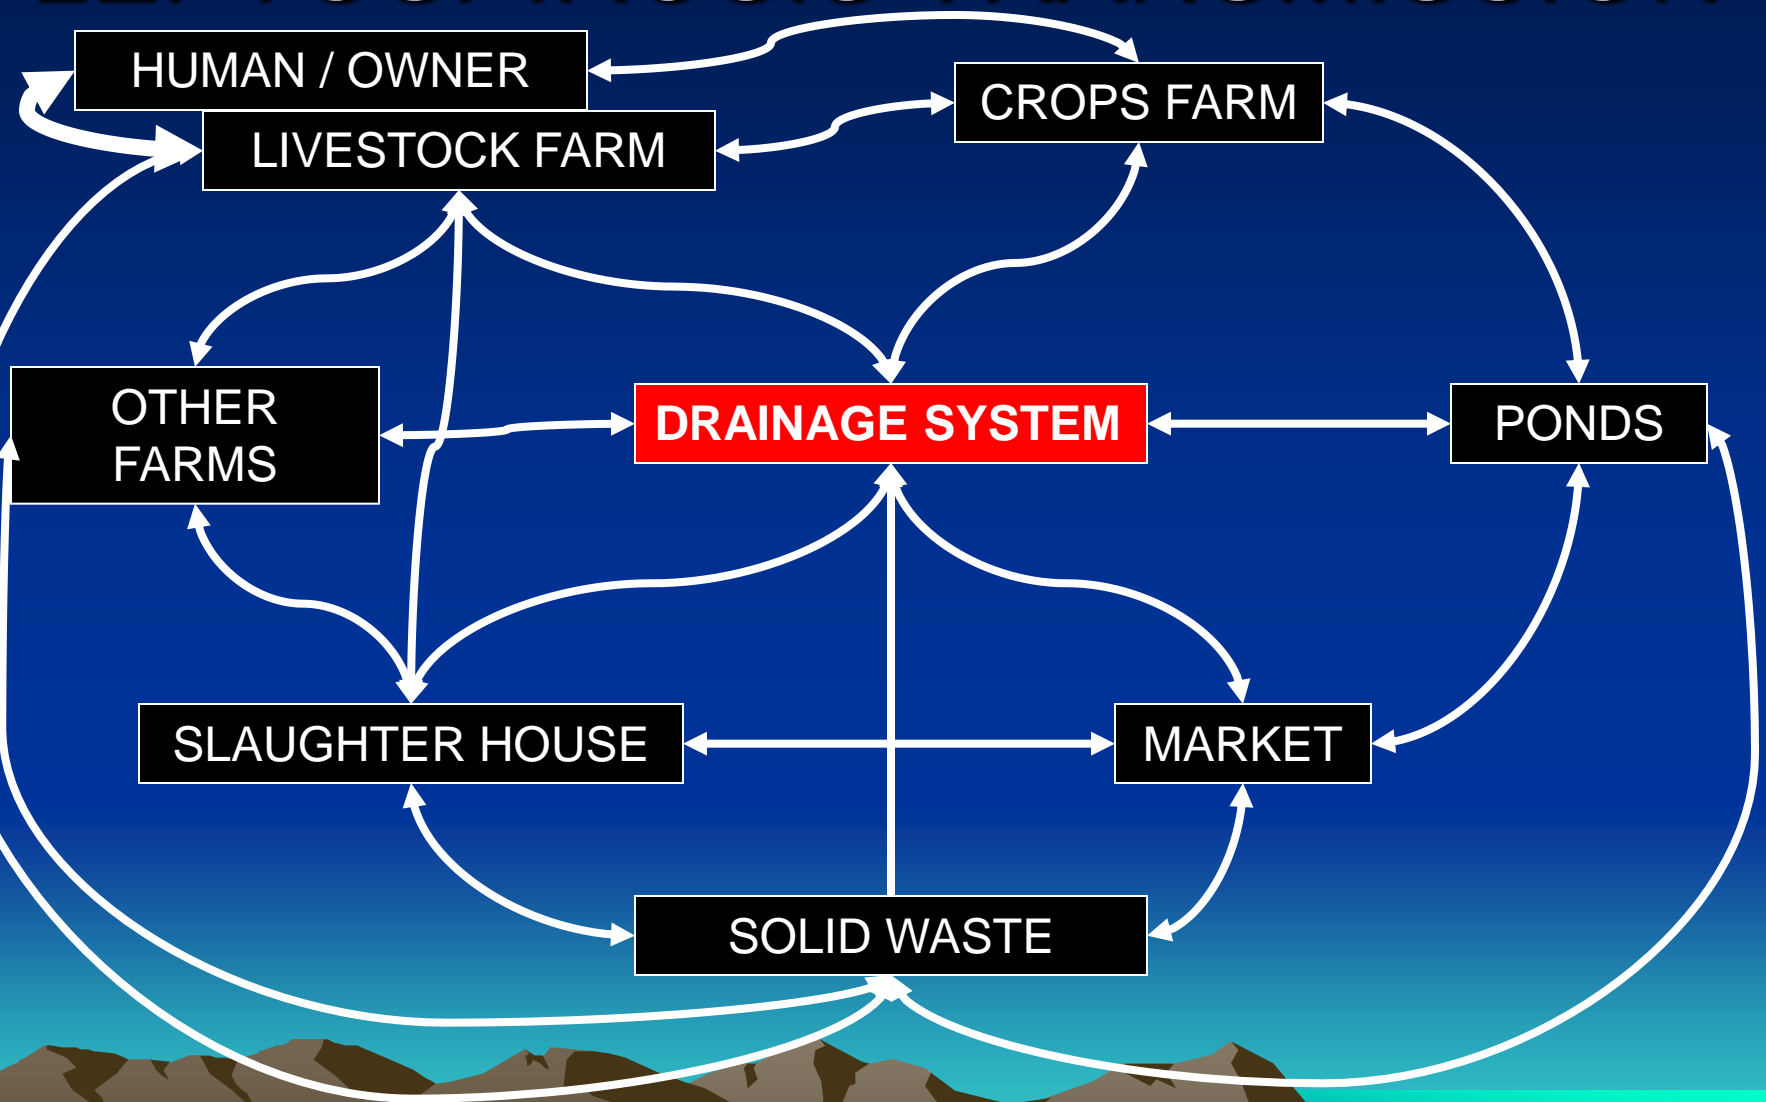 HUMAN / OWNER
CROPS FARM
LIVESTOCK FARM
OTHER
FARMS
DRAINAGE SYSTEM
PONDS
SLAUGHTER HOUSE
MARKET
SOLID WASTE